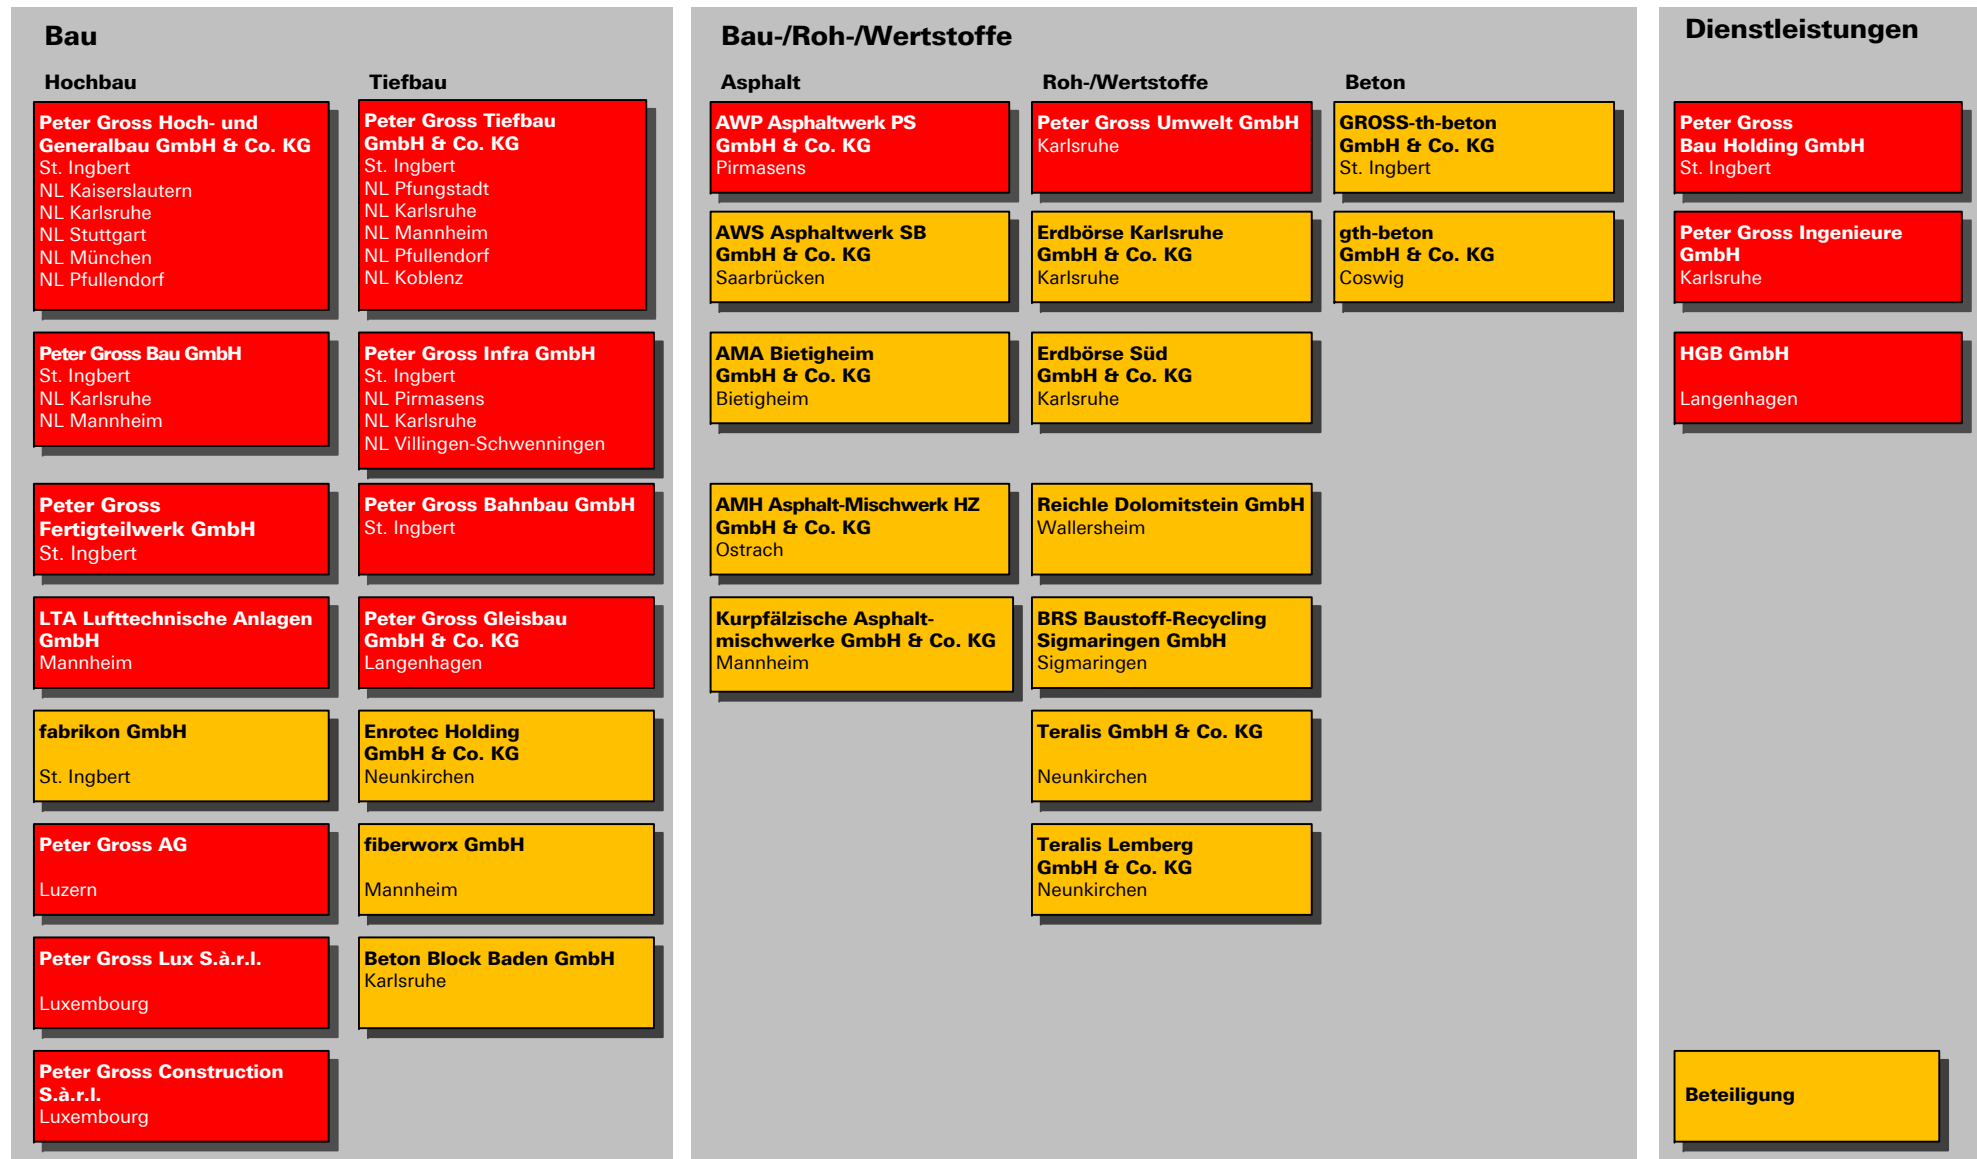 Bau
Hochbau
Peter Gross Hoch- und
Generalbau GmbH & Co. KG
St. Ingbert
NL Kaiserslautern
NL Karlsruhe
NL Stuttgart
NL München
NL Pfullendorf
Peter Gross Bau GmbH
St. Ingbert
NL Karlsruhe
NL Mannheim
Peter Gross
Fertigteilwerk GmbH
St. Ingbert
LTA Lufttechnische Anlagen
GmbH
Mannheim
fabrikon GmbH
St. Ingbert
Peter Gross AG
Luzern
Peter Gross Lux S.à.r.l.
Luxembourg
Peter Gross Construction
S.à.r.l.
Luxembourg
Tiefbau
Peter Gross Tiefbau
GmbH & Co. KG
St. Ingbert
NL Pfungstadt
NL Karlsruhe
NL Mannheim
NL Pfullendorf
NL Koblenz
Peter Gross Infra GmbH
St. Ingbert
NL Pirmasens
NL Karlsruhe
NL Villingen-Schwenningen
Peter Gross Bahnbau GmbH
St. Ingbert
Peter Gross Gleisbau
GmbH & Co. KG
Langenhagen
Enrotec Holding
GmbH & Co. KG
Neunkirchen
fiberworx GmbH
Mannheim
Beton Block Baden GmbH
Karlsruhe
Bau-/Roh-/Wertstoffe
Asphalt
AWP Asphaltwerk PS
GmbH & Co. KG
Pirmasens
AWS Asphaltwerk SB
GmbH & Co. KG
Saarbrücken
AMA Bietigheim
GmbH & Co. KG
Bietigheim
AMH Asphalt-Mischwerk HZ
GmbH & Co. KG
Ostrach
Kurpfälzische Asphalt-
mischwerke GmbH & Co. KG
Mannheim
Roh-/Wertstoffe
Peter Gross Umwelt GmbH
Karlsruhe
Erdbörse Karlsruhe
GmbH & Co. KG
Karlsruhe
Erdbörse Süd
GmbH & Co. KG
Karlsruhe
Reichle Dolomitstein GmbH
Wallersheim
BRS Baustoff-Recycling
Sigmaringen GmbH
Sigmaringen
Teralis GmbH & Co. KG
Neunkirchen
Teralis Lemberg
GmbH & Co. KG
Neunkirchen
Beton
GROSS-th-beton
GmbH & Co. KG
St. Ingbert
gth-beton
GmbH & Co. KG
Coswig
Dienstleistungen
Peter Gross
Bau Holding GmbH
St. Ingbert
Peter Gross Ingenieure
GmbH
Karlsruhe
HGB GmbH
Langenhagen
Beteiligung